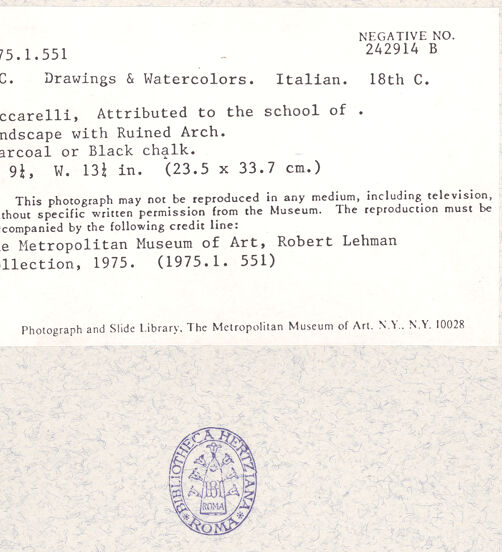 NEGATIVE NO.
75.1.551 242914 B
C. Drawings & Watercolors. Italian. 18th C.
ccarelli, Attributed to the school of .
ndscape with Ruined Arch.
arcoal or Black chalk.
9¼, W. 13¼ in. (23.5 x 33.7 cm.)
This photograph may not be reproduced in any medium, including television,
thout specific written permission from the Museum. The reproduction must be
companied by the following credit line:
e Metropolitan Museum of Art, Robert Lehman
llection, 1975. (1975.1. 551)
Photograph and Slide Library, The Metropolitan Museum of Art. N.Y., N.Y. 10028
BIBLIOTHECA HERTZIANA
ROMA
*ROMA*